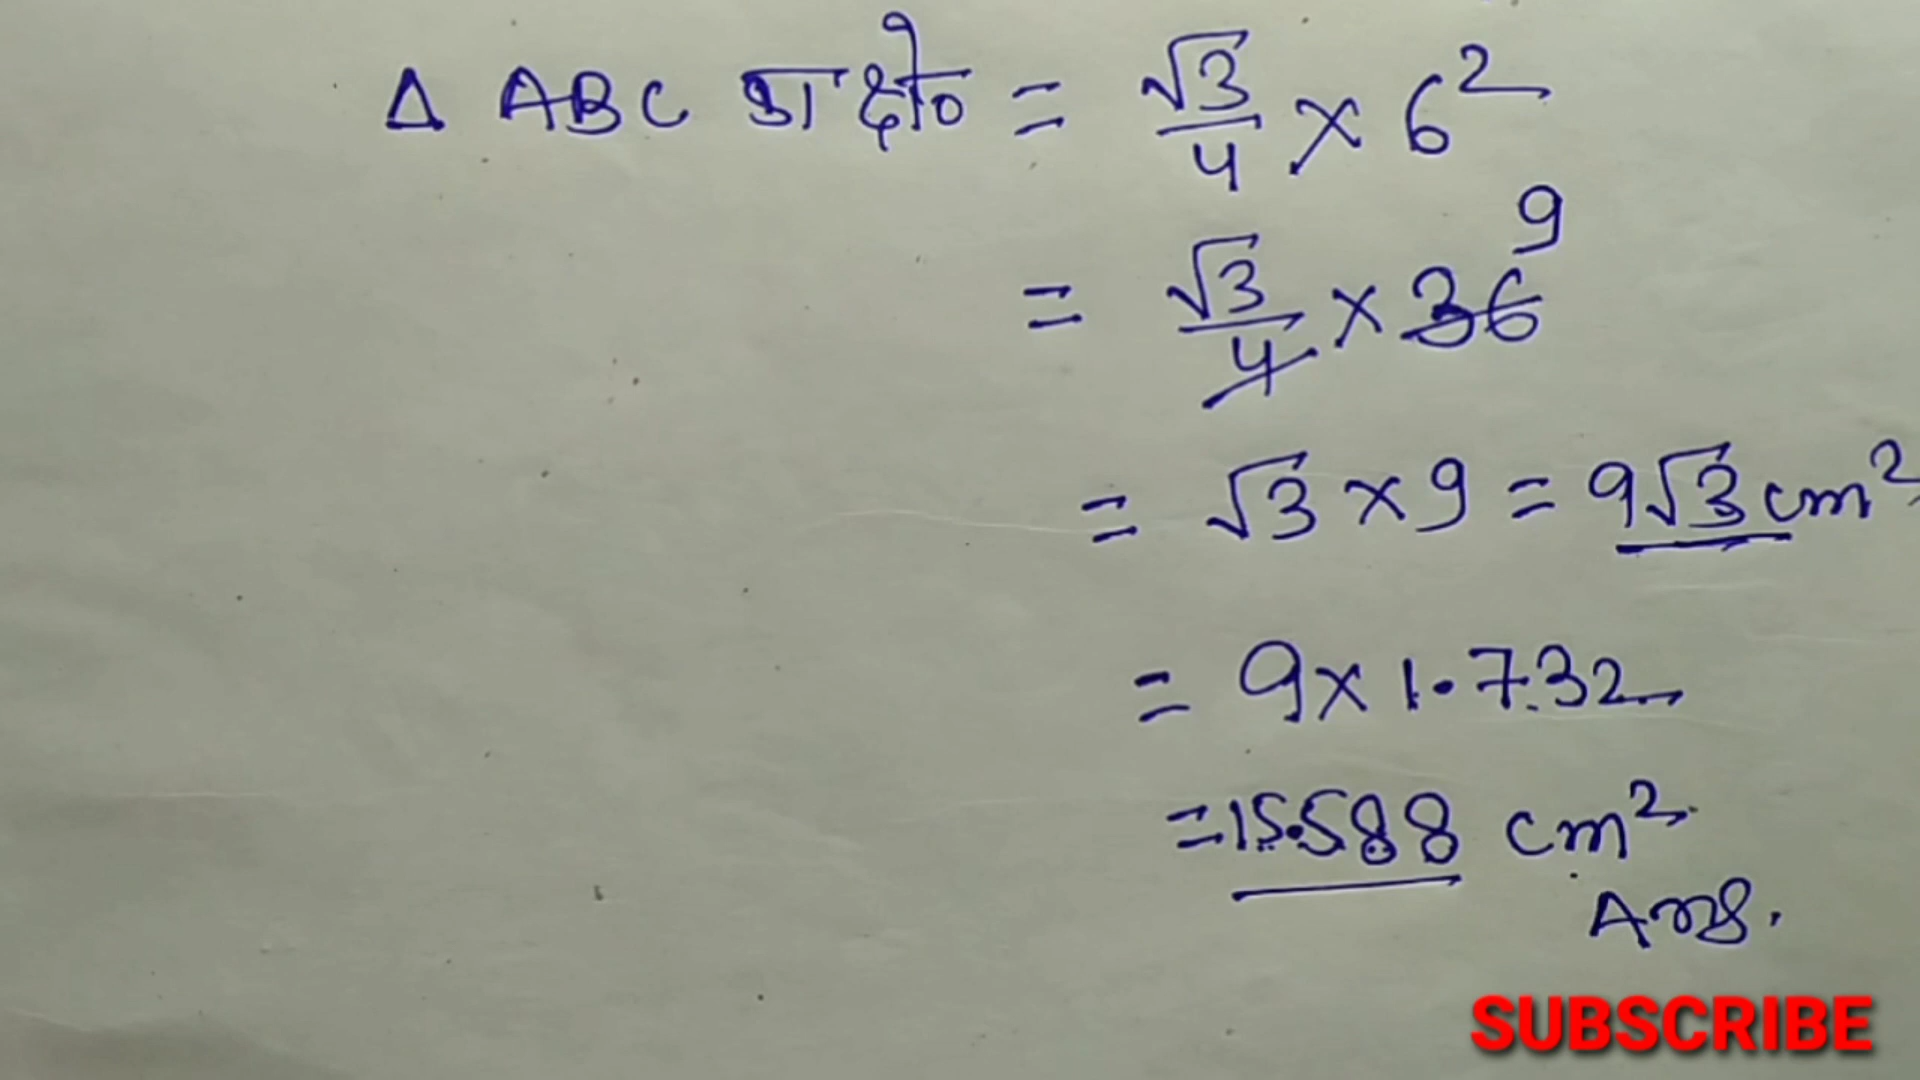 Δ ABC का क्षे० = √3/4 × 6²
= √3/4 × 36 9
= √3 × 9 = 9√3 cm²
= 9 × 1.732
= 15.588 cm²
Ans.
SUBSCRIBE